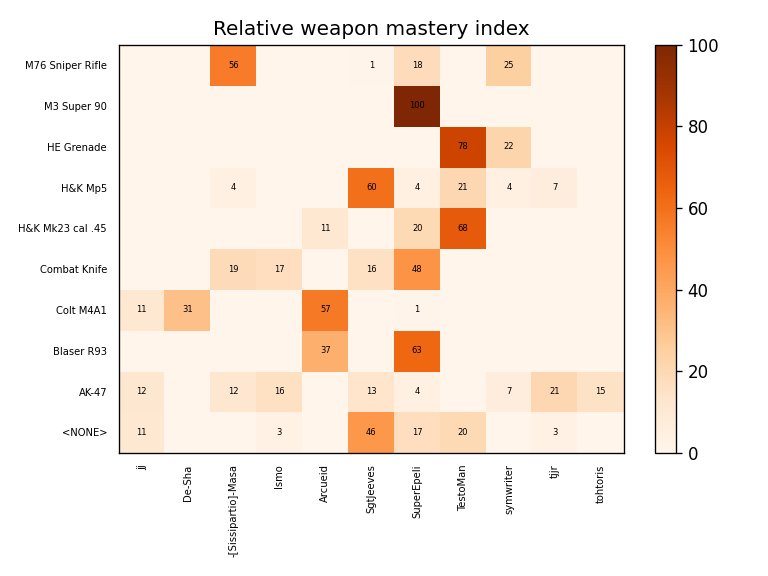 Relative weapon mastery index
M76 Sniper Rifle 56 1 18 25
M3 Super 90 100
HE Grenade 78 22
H&K Mp5 4 60 4 21 4 7
H&K Mk23 cal .45 11 20 68
Combat Knife 19 17 16 48
Colt M4A1 11 31 57 1
Blaser R93 37 63
AK-47 12 12 16 13 4 7 21 15
<NONE> 11 3 46 17 20 3
jj
De-Sha
-[Sissipartio]-Masa
Ismo
Arcueid
SgtJeeves
SuperEpeli
TestoMan
symwriter
tjjr
tohtoris
100
80
60
40
20
0